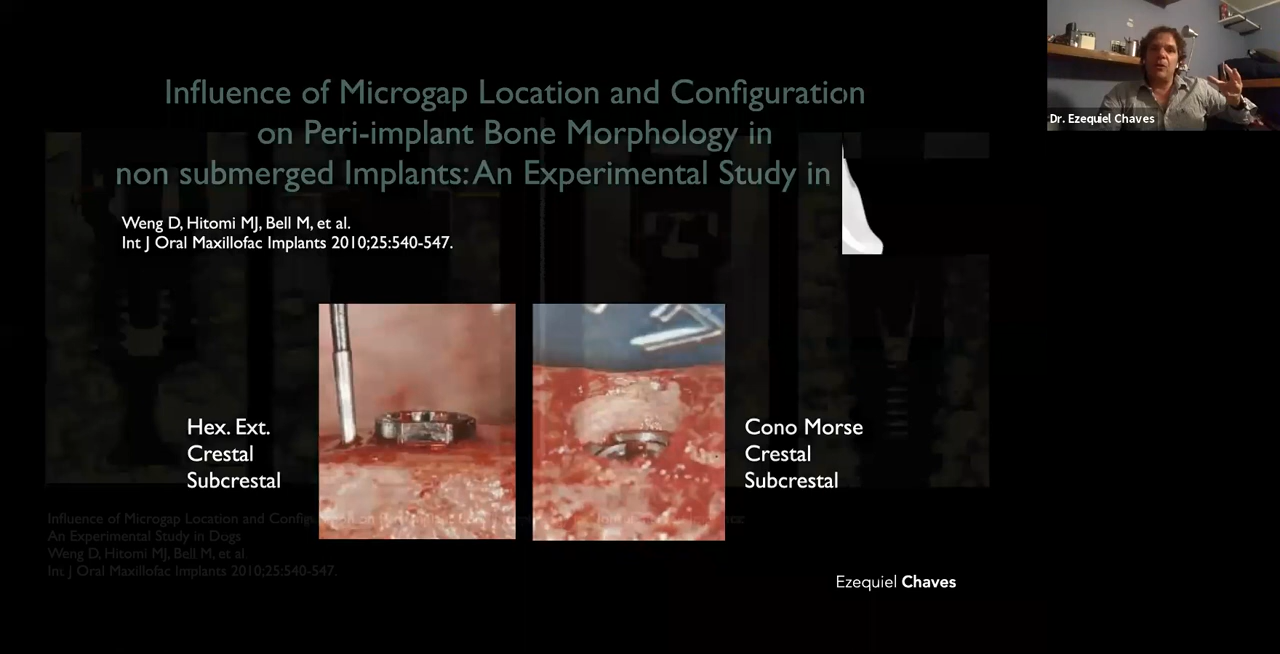 Influence of Microgap Location and Configuration
on Peri-implant Bone Morphology in
non submerged Implants: An Experimental Study in
Weng D, Hitomi MJ, Bell M, et al.
Int J Oral Maxillofac Implants 2010;25:540-547.
Hex. Ext.
Crestal
Subcrestal
Cono Morse
Crestal
Subcrestal
Influence of Microgap Location and
An Experimental Study in Dogs
Weng D, Hitomi MJ, Bell M, et al.
Int J Oral Maxillofac Implants 2010;25:540-547.
Ezequiel Chaves
Dr. Ezequiel Chaves